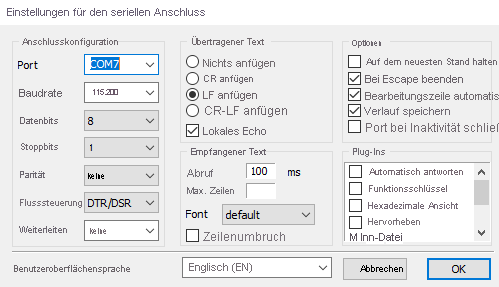 Einstellungen für den seriellen Anschluss
Anschlusskonfiguration
Port COM7
Baudrate 115.200
Datenbits 8
Stoppbits 1
Parität keine
Flusssteuerung DTR/DSR
Weiterleiten keine
Übertragener Text
Nichts anfügen
CR anfügen
LF anfügen
CR-LF anfügen
Lokales Echo
Empfangener Text
Abruf 100 ms
Max. Zeilen
Font default
Zeilenumbruch
Optionen
Auf dem neuesten Stand halten
Bei Escape beenden
Bearbeitungszeile automatis
Verlauf speichern
Port bei Inaktivität schließ
Plug-Ins
Automatisch antworten
Funktionsschlüssel
Hexadezimale Ansicht
Hervorheben
M Inn-Datei
Benutzeroberflächensprache Englisch (EN) Abbrechen OK